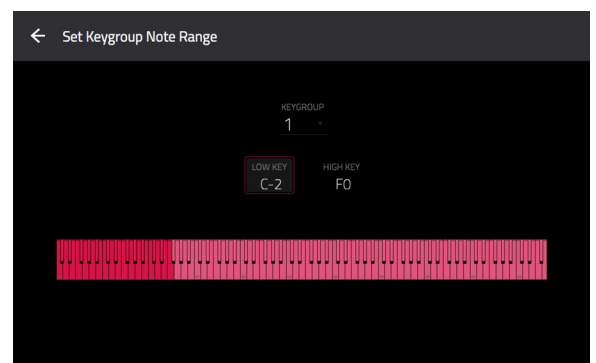 Set Keygroup Note Range
KEYGROUP
1
LOW KEY HIGH KEY
C-2 F0